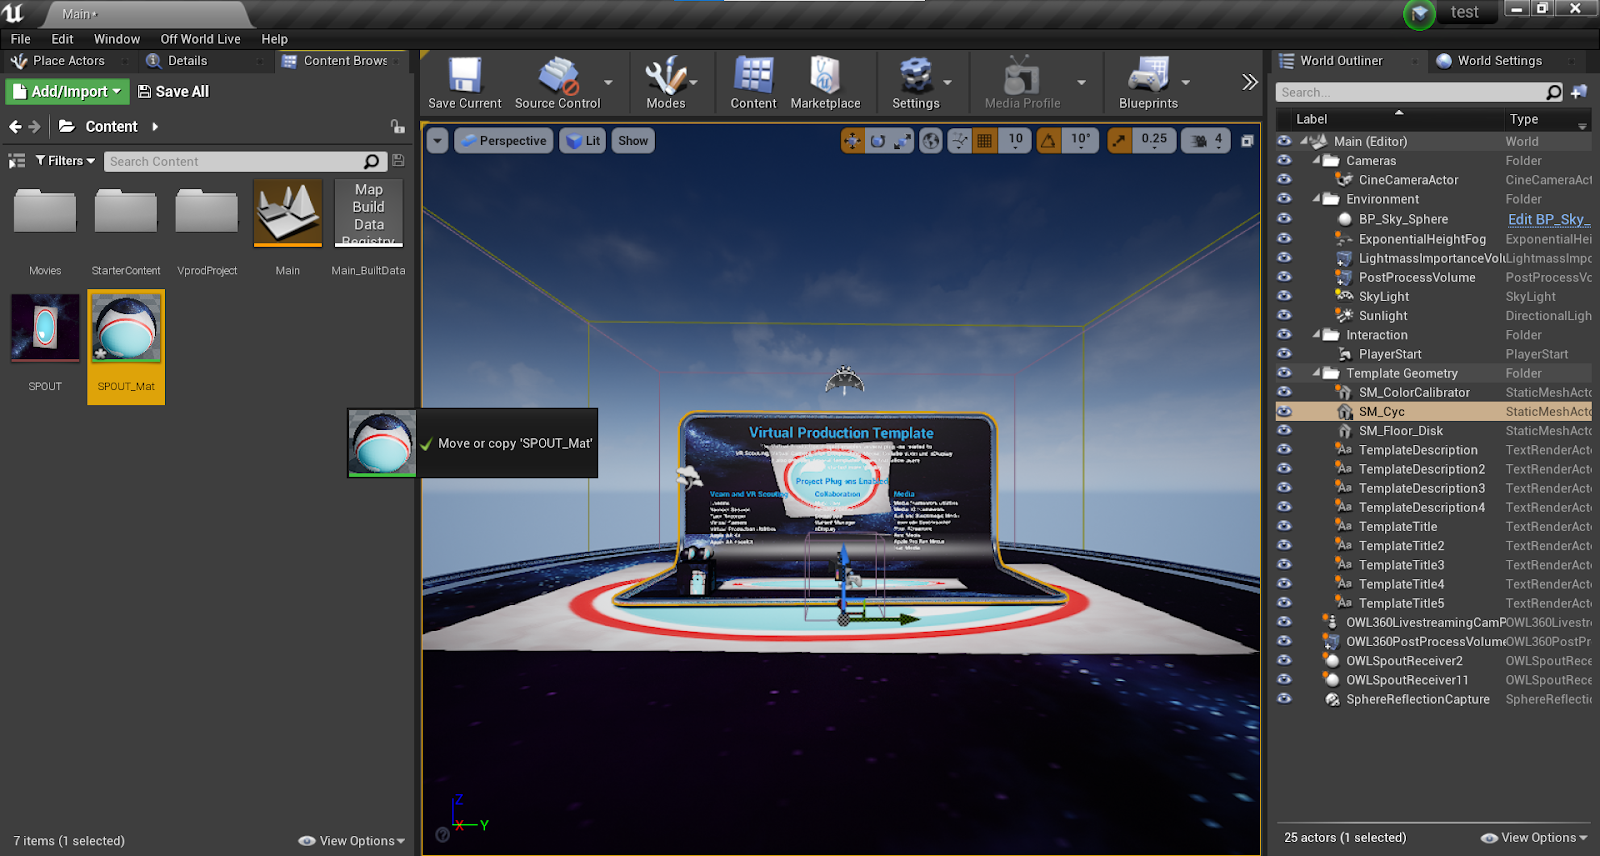 Main*
test
File Edit Window Off World Live Help
Place Actors
Details
Content Brows
Add/Import
Save All
Content
Filters
Search Content
Movies
StarterContent
VprodProject
Main
Map
Build
Data
Registry
Main_BuiltData
SPOUT
SPOUT_Mat
7 items (1 selected)
View Options
Save Current
Source Control
Modes
Content
Marketplace
Settings
Media Profile
Blueprints
Perspective
Lit
Show
10
10°
0.25
4
Move or copy 'SPOUT_Mat'
Virtual Production Template
Vcam and VR Scouting
Collaboration
Media
Z
X
Y
World Outliner
World Settings
Search...
Label Type
Main (Editor) World
Cameras Folder
CineCameraActor CineCameraAct
Environment Folder
BP_Sky_Sphere Edit BP_Sky_
ExponentialHeightFog ExponentialHei
LightmassImportanceVolu LightmassImpo
PostProcessVolume PostProcessVo
SkyLight SkyLight
Sunlight DirectionalLigh
Interaction Folder
PlayerStart PlayerStart
Template Geometry Folder
SM_ColorCalibrator StaticMeshActo
SM_Cyc StaticMeshActo
SM_Floor_Disk StaticMeshActo
TemplateDescription TextRenderActo
TemplateDescription2 TextRenderActo
TemplateDescription3 TextRenderActo
TemplateDescription4 TextRenderActo
TemplateTitle TextRenderActo
TemplateTitle2 TextRenderActo
TemplateTitle3 TextRenderActo
TemplateTitle4 TextRenderActo
TemplateTitle5 TextRenderActo
OWL360LivestreamingCamP OWL360Livestr
OWL360PostProcessVolume OWL360PostPr
OWLSpoutReceiver2 OWLSpoutRece
OWLSpoutReceiver11 OWLSpoutRece
SphereReflectionCapture SphereReflectio
25 actors (1 selected)
View Options